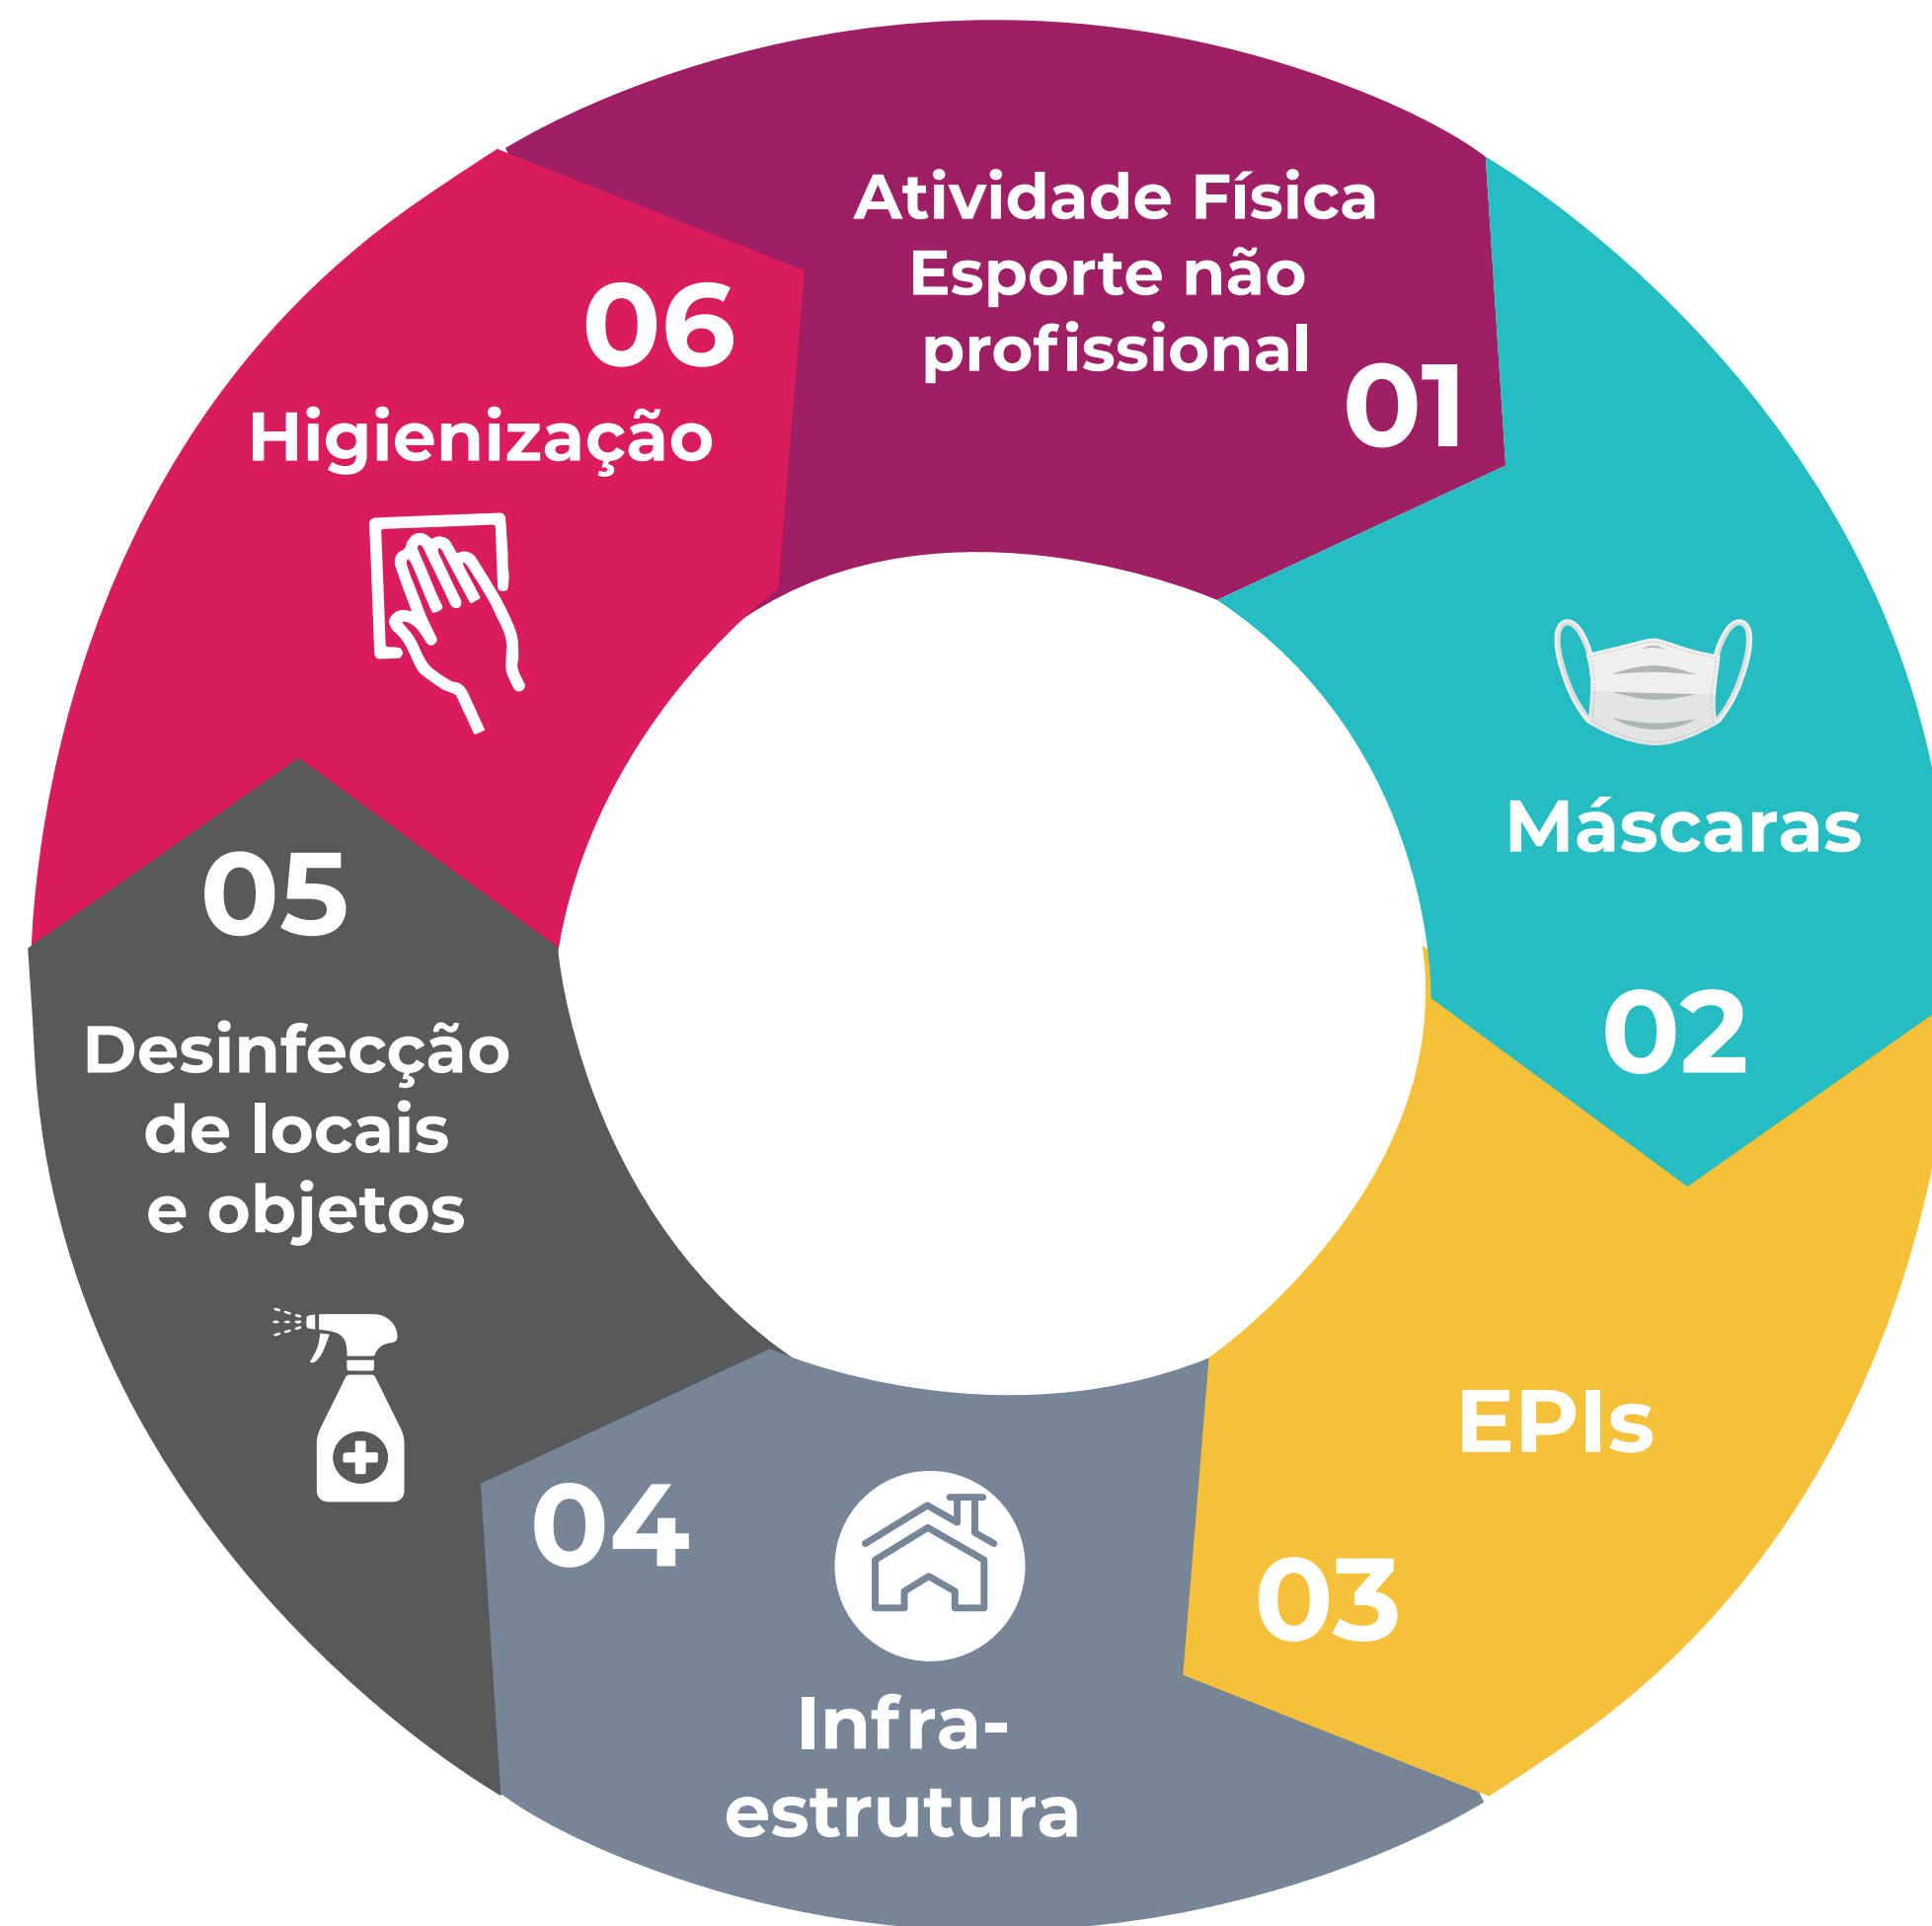 Atividade Física
Esporte não
profissional
01
Máscaras
02
EPIs
03
04
Infra-
estrutura
05
Desinfecção
de locais
e objetos
06
Higienização